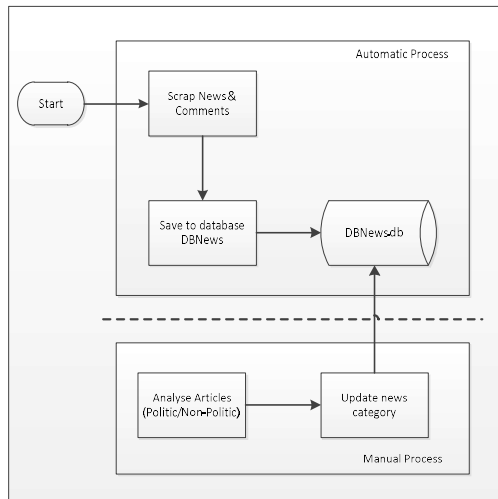 Automatic Process
Start
Scrap News &
Comments
Save to database
DBNews
DBNews.db
Analyse Articles
(Politic/Non-Politic)
Update news
category
Manual Process